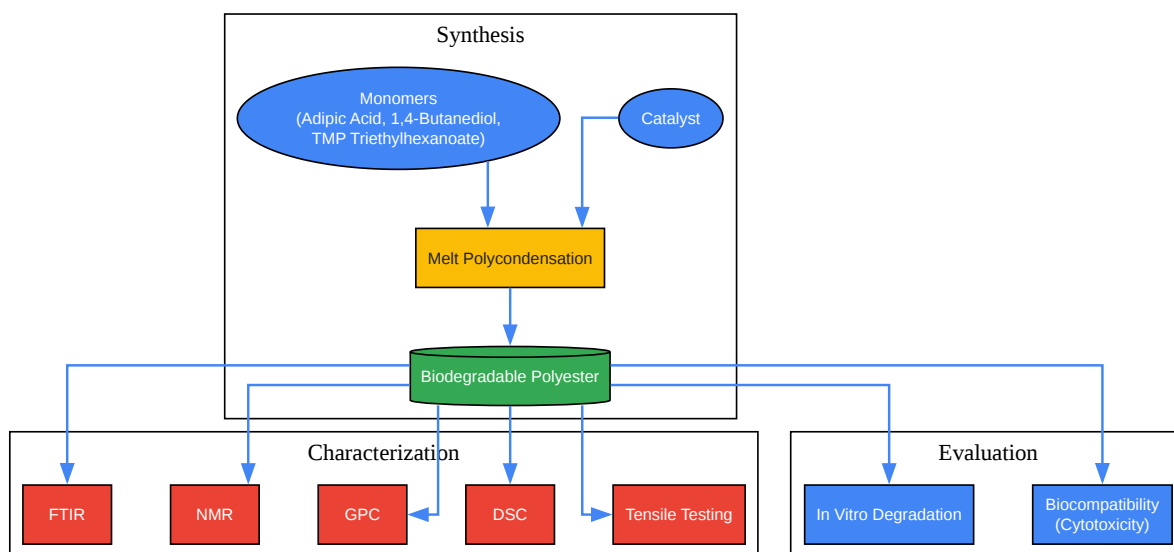 Synthesis
Monomers
(Adipic Acid, 1,4-Butanediol,
TMP Triethylhexanoate)
Catalyst
Melt Polycondensation
Biodegradable Polyester
Characterization
Evaluation
FTIR
NMR
GPC
DSC
Tensile Testing
In Vitro Degradation
Biocompatibility
(Cytotoxicity)